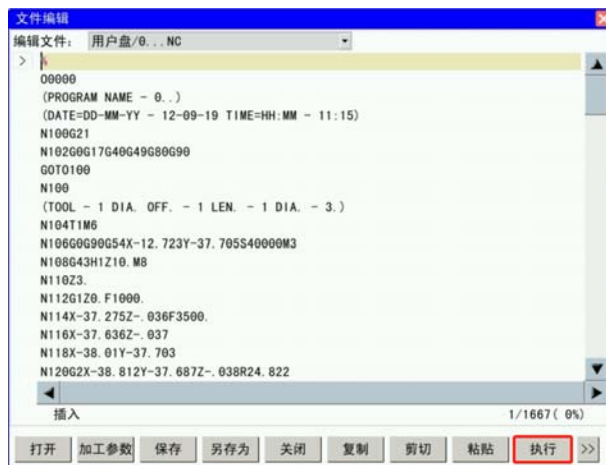 文件编辑
编辑文件: 用户盘/0...NC
%
O0000
(PROGRAM NAME - 0..)
(DATE=DD-MM-YY - 12-09-19 TIME=HH:MM - 11:15)
N100G21
N102G0G17G40G49G80G90
GOTO100
N100
(TOOL - 1 DIA. OFF. - 1 LEN. - 1 DIA. - 3.)
N104T1M6
N106G0G90G54X-12.723Y-37.705S40000M3
N108G43H1Z10.M8
N110Z3.
N112G1Z0.F1000.
N114X-37.275Z-.036F3500.
N116X-37.636Z-.037
N118X-38.01Y-37.703
N120G2X-38.812Y-37.687Z-.038R24.822
插入 1/1667( 0%)
打开 加工参数 保存 另存为 关闭 复制 剪切 粘贴 执行 >>